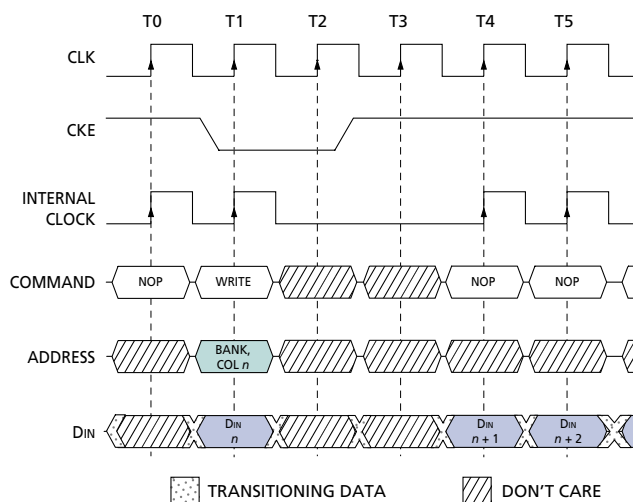 T0 T1 T2 T3 T4 T5
CLK
CKE
INTERNAL
CLOCK
COMMAND NOP WRITE NOP NOP
ADDRESS BANK,
COL n
DIN DIN
n DIN
n + 1 DIN
n + 2
TRANSITIONING DATA DON'T CARE